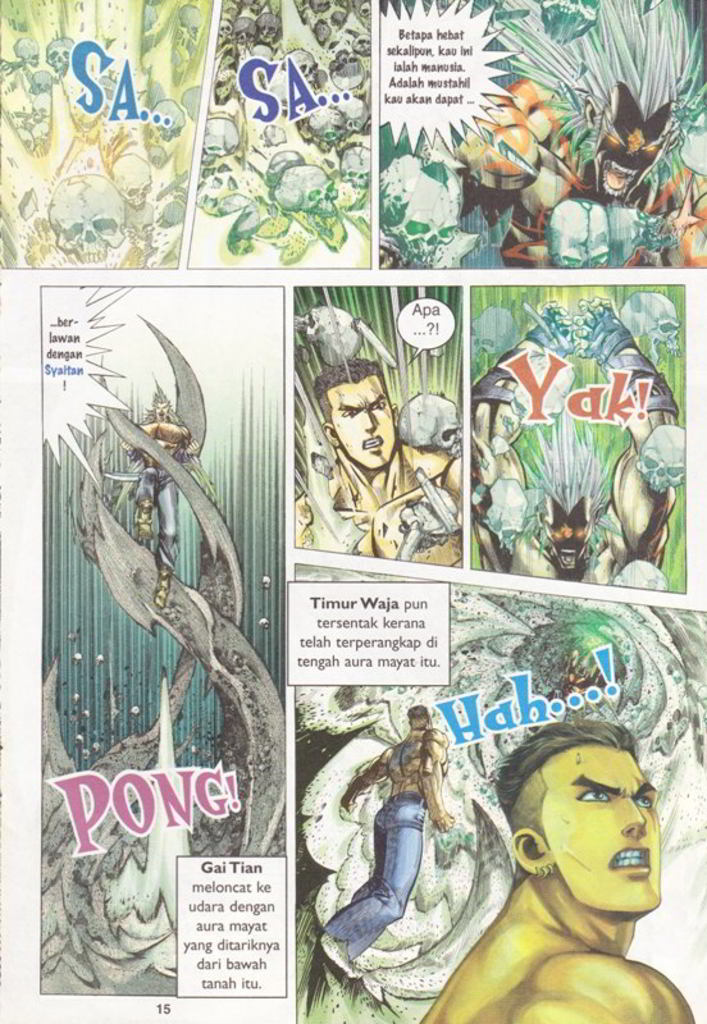 SA...
SA...
Betapa hebat
sekalipun, kau
ialah manusia.
Adalah mustahil
kau akan dapat ...
...ber-
lawan
dengan
Syaitan
!
Apa
...?!
Yak!
PONG!
Gai Tian
meloncat ke
udara dengan
aura mayat
yang ditariknya
dari bawah
tanah itu.
Timur Waja pun
tersentak kerana
telah terperangkap di
tengah aura mayat itu.
Hah...!
15